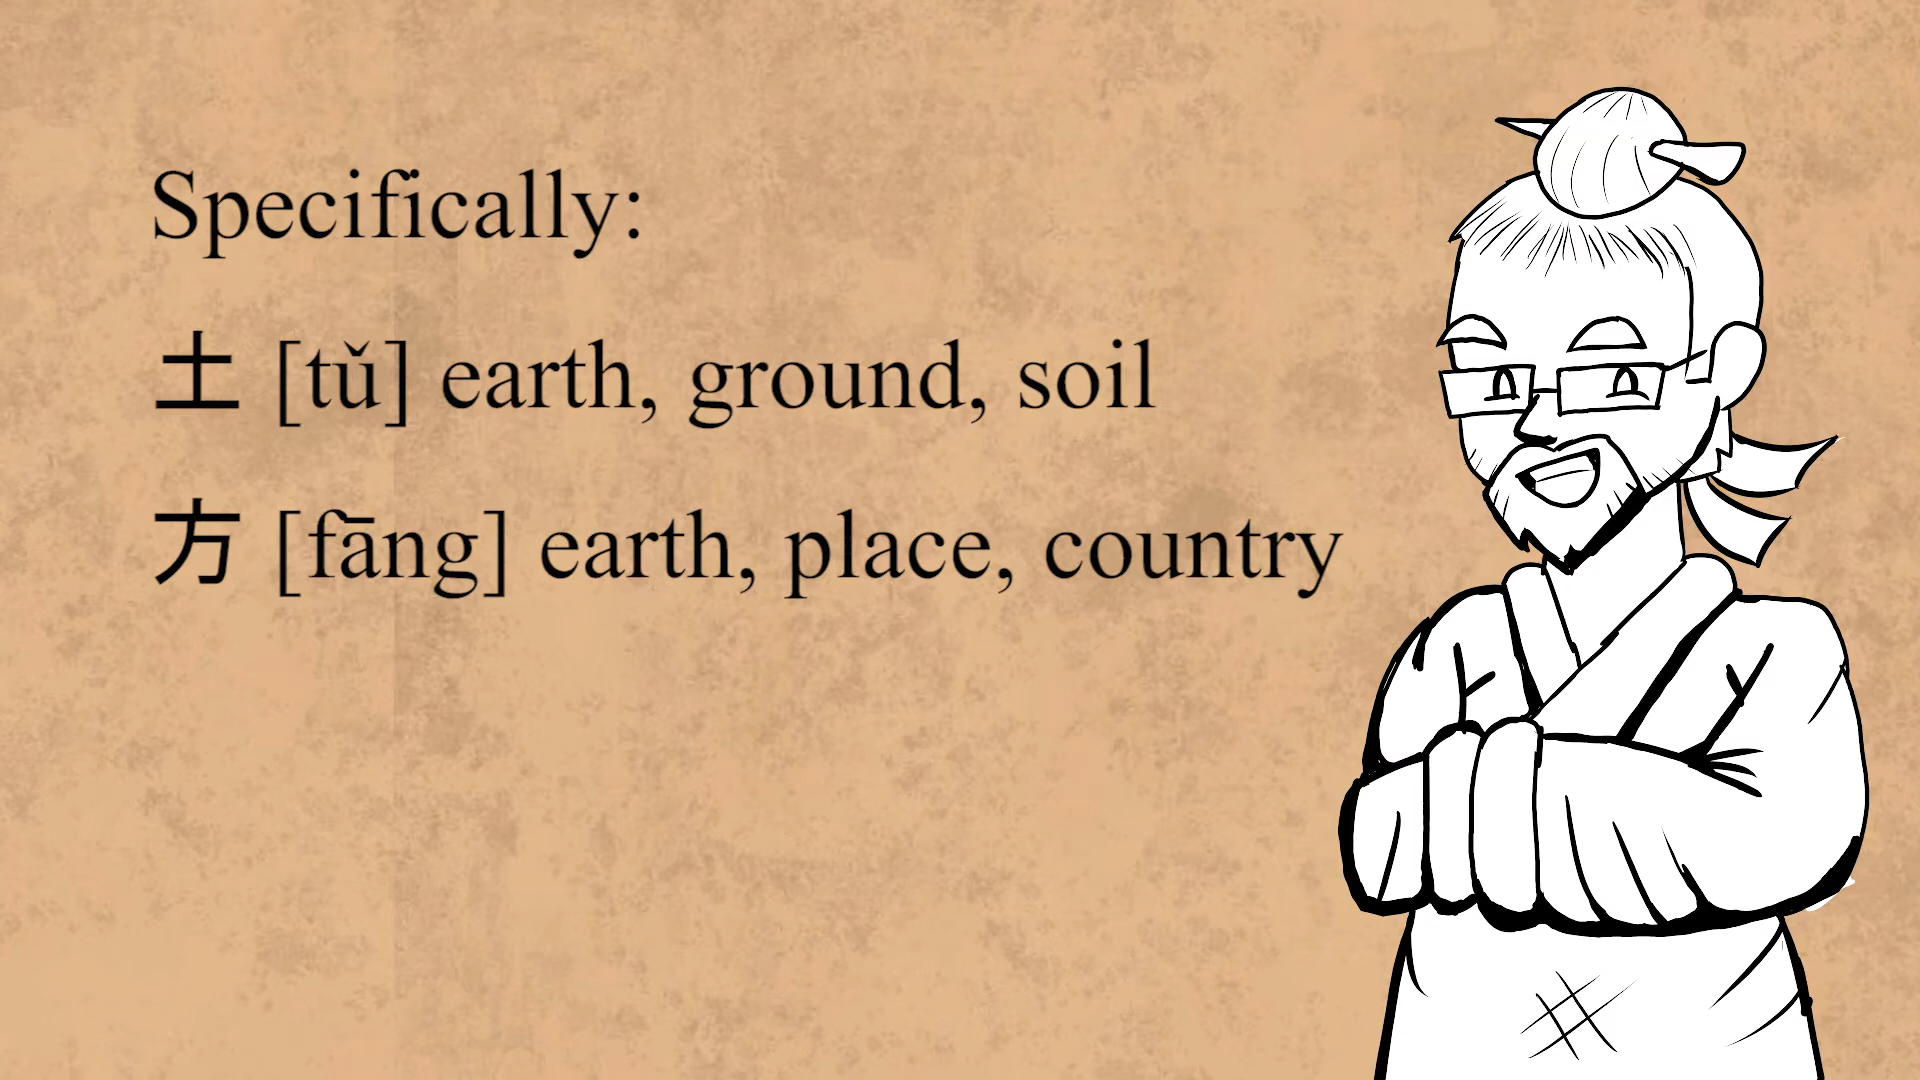 Specifically:
土 [tǔ] earth, ground, soil
方 [fāng] earth, place, country